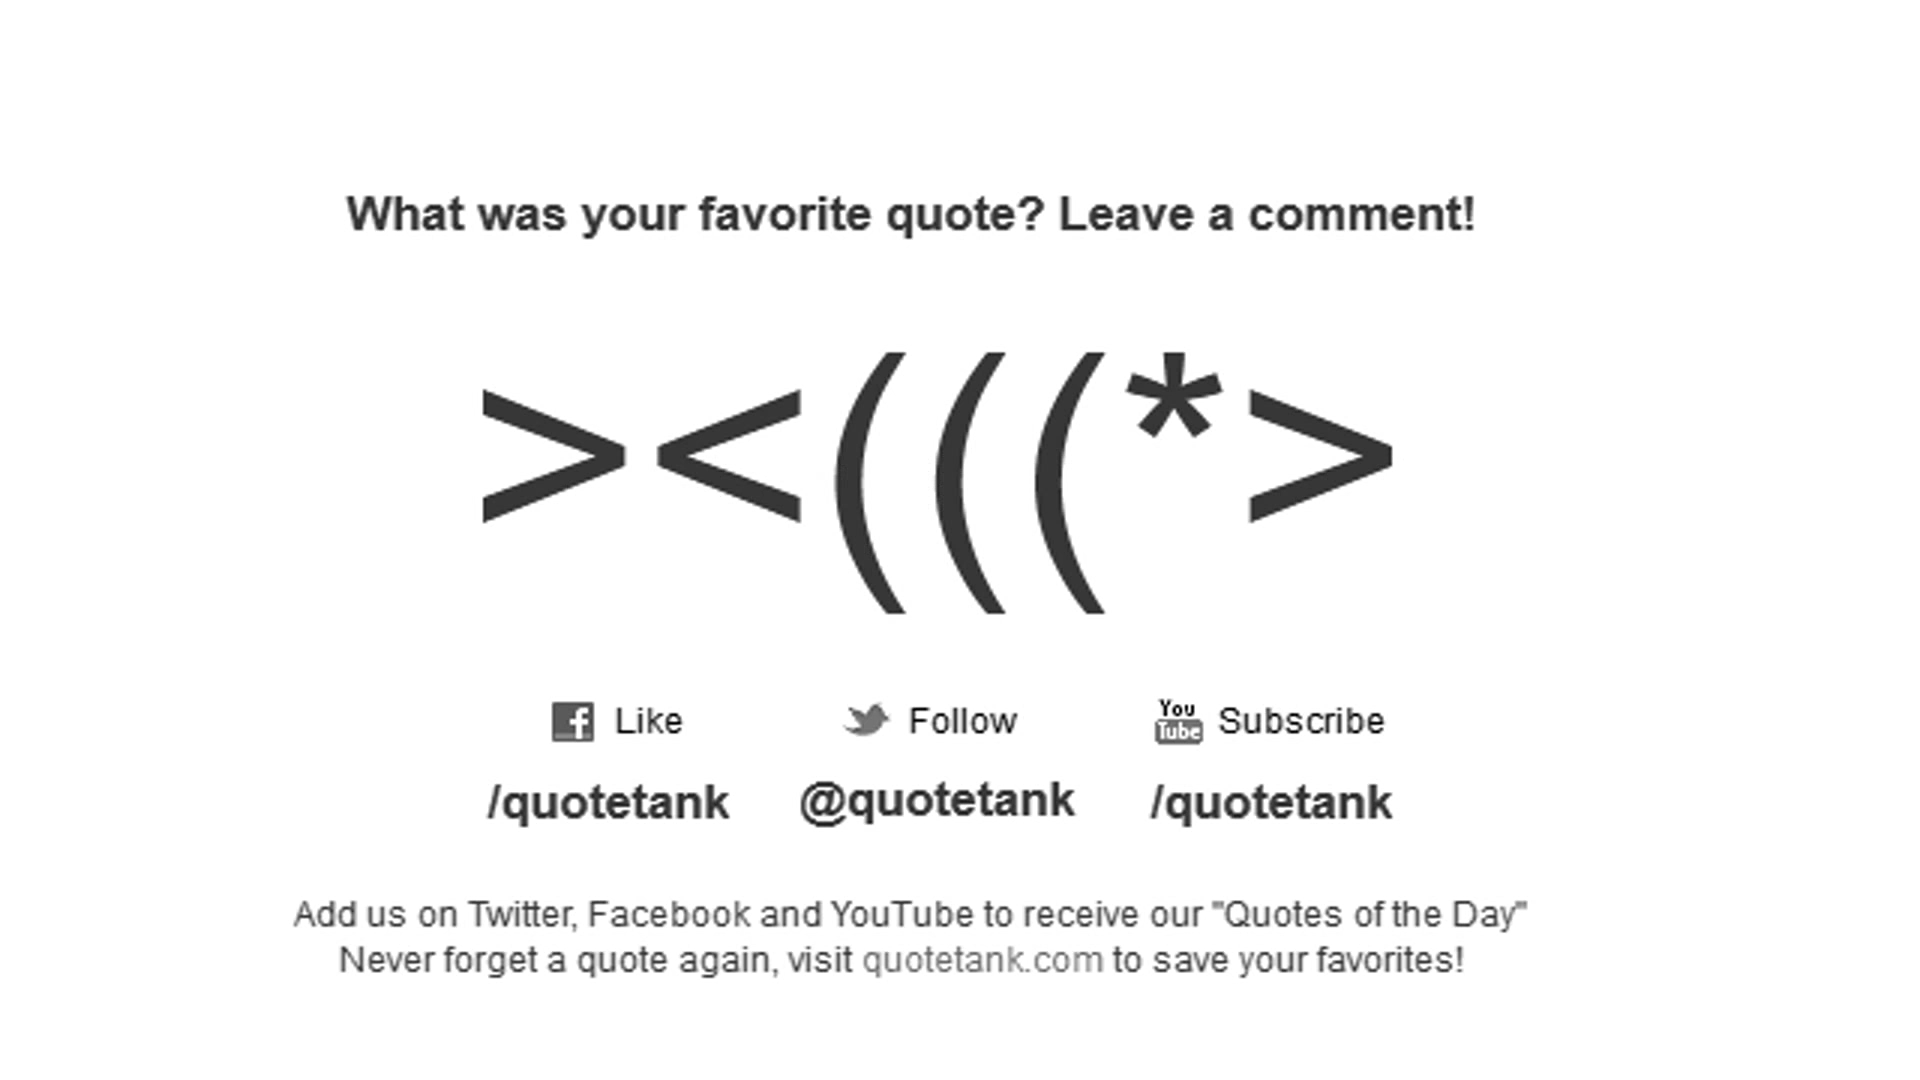 What was your favorite quote? Leave a comment!
><(((*>
f Like Follow You Tube Subscribe
/quotetank @quotetank /quotetank
Add us on Twitter, Facebook and YouTube to receive our "Quotes of the Day"
Never forget a quote again, visit quotetank.com to save your favorites!